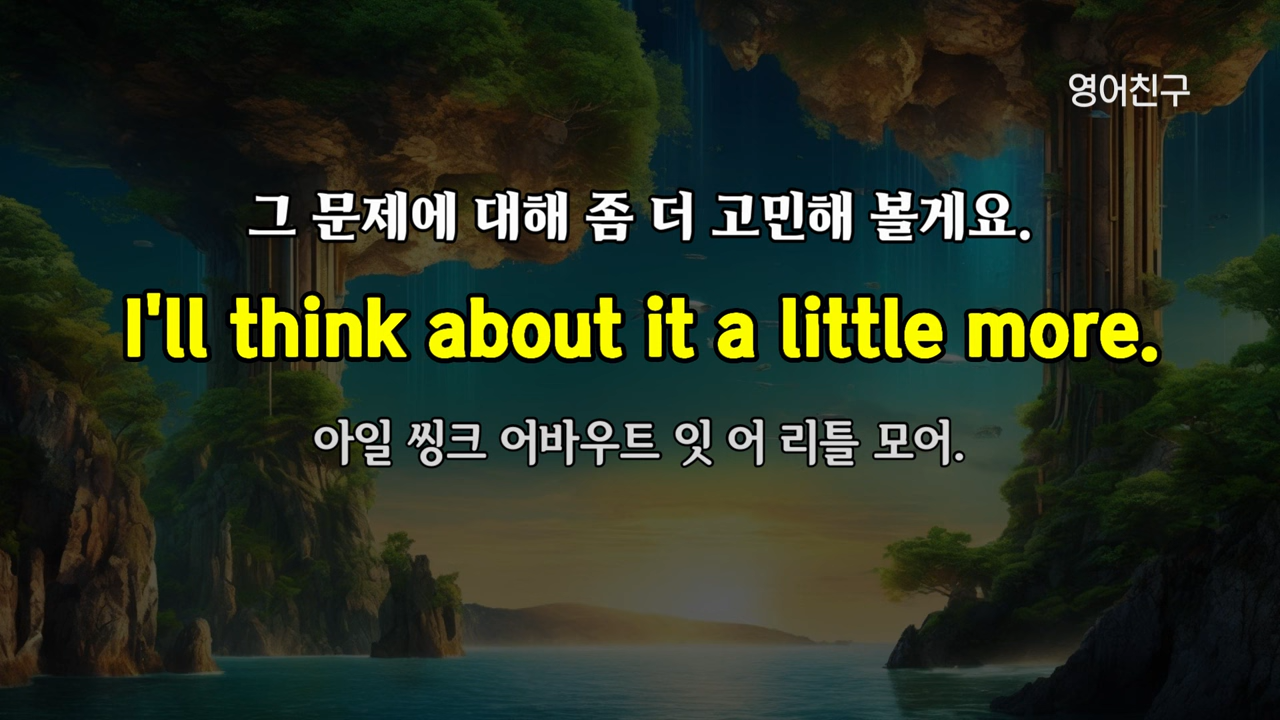 영어친구
그 문제에 대해 좀 더 고민해 볼게요.
I'll think about it a little more.
아일 씽크 어바우트 잇 어 리틀 모어.